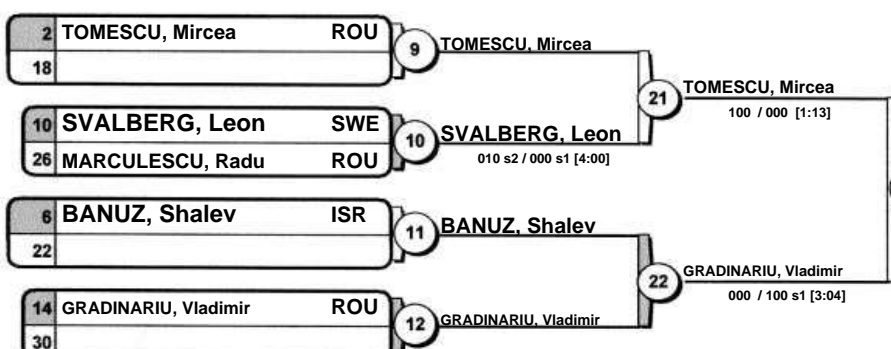 2 TOMESCU, Mircea ROU
18
9
TOMESCU, Mircea
10 SVALBERG, Leon SWE
26 MARCULESCU, Radu ROU
10
SVALBERG, Leon
010 s2 / 000 s1 [4:00]
21
TOMESCU, Mircea
100 / 000 [1:13]
6 BANUZ, Shalev ISR
22
11
BANUZ, Shalev
14 GRADINARIU, Vladimir ROU
30
12
GRADINARIU, Vladimir
22
GRADINARIU, Vladimir
000 / 100 s1 [3:04]